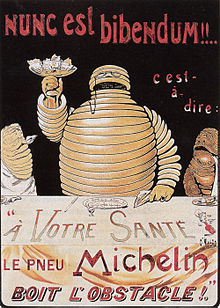 NUNC est bibendum!!..
c'est-
à-
dire:
"à Votre Santé
LE PNEU Michelin
BOIT L'OBSTACLE!"